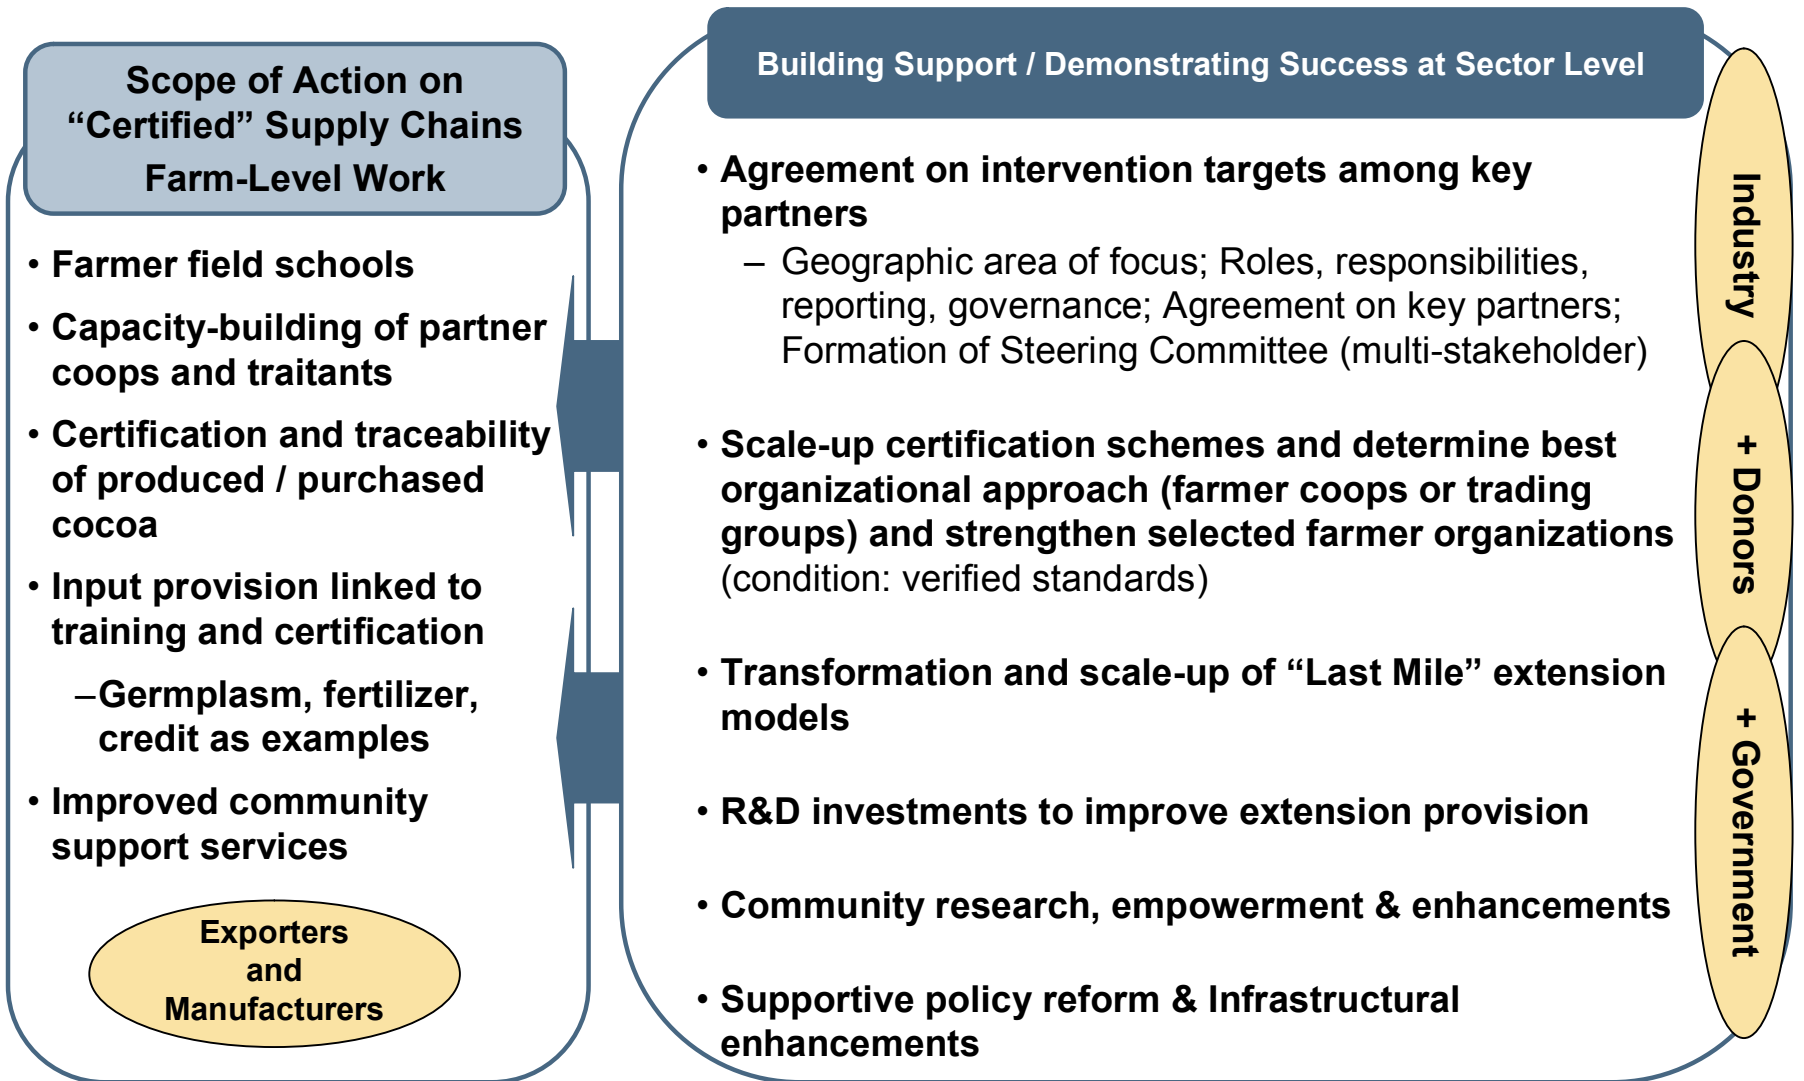 Scope of Action on
“Certified” Supply Chains
Farm-Level Work
• Farmer field schools
• Capacity-building of partner
coops and traitants
• Certification and traceability
of produced / purchased
cocoa
• Input provision linked to
training and certification
–Germplasm, fertilizer,
credit as examples
• Improved community
support services
Exporters
and
Manufacturers
Building Support / Demonstrating Success at Sector Level
• Agreement on intervention targets among key
partners
– Geographic area of focus; Roles, responsibilities,
reporting, governance; Agreement on key partners;
Formation of Steering Committee (multi-stakeholder)
• Scale-up certification schemes and determine best
organizational approach (farmer coops or trading
groups) and strengthen selected farmer organizations
(condition: verified standards)
• Transformation and scale-up of “Last Mile” extension
models
• R&D investments to improve extension provision
• Community research, empowerment & enhancements
• Supportive policy reform & Infrastructural
enhancements
Industry
+ Donors
+ Government